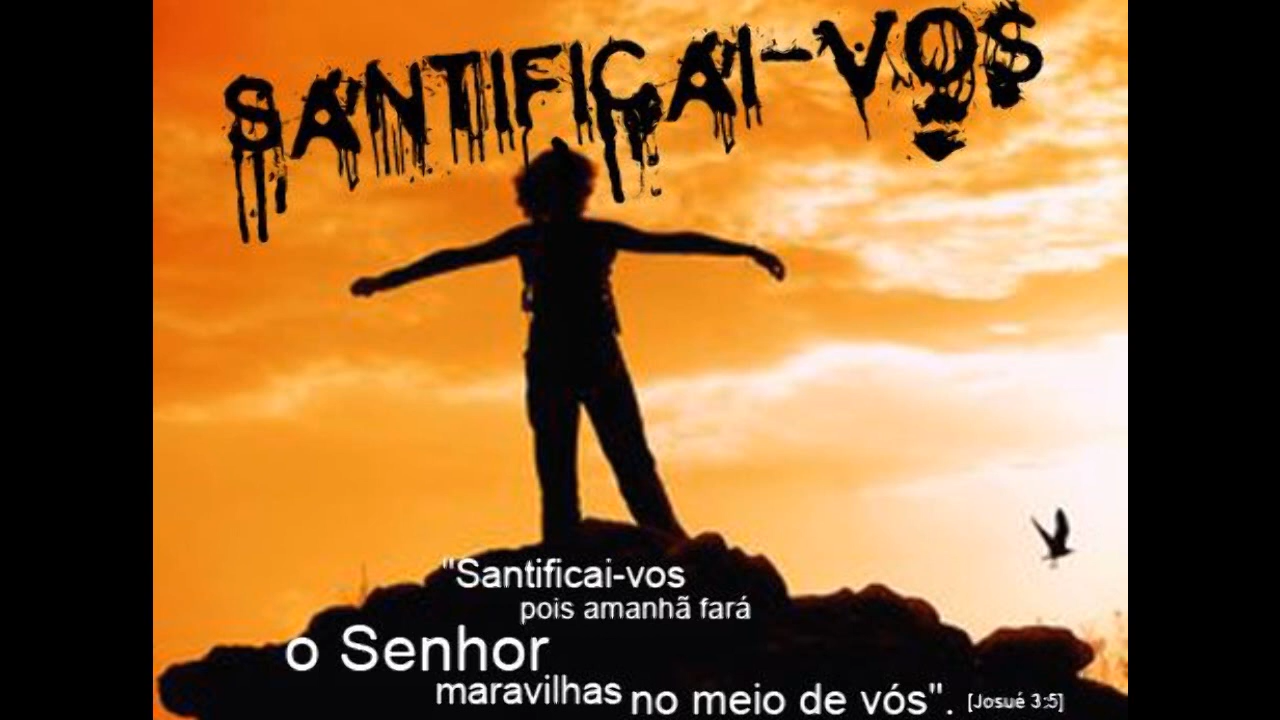 SANTIFICAI-VOS
"Santificai-vos
pois amanhã fará
o Senhor
maravilhas no meio de vós". [Josué 3:5]